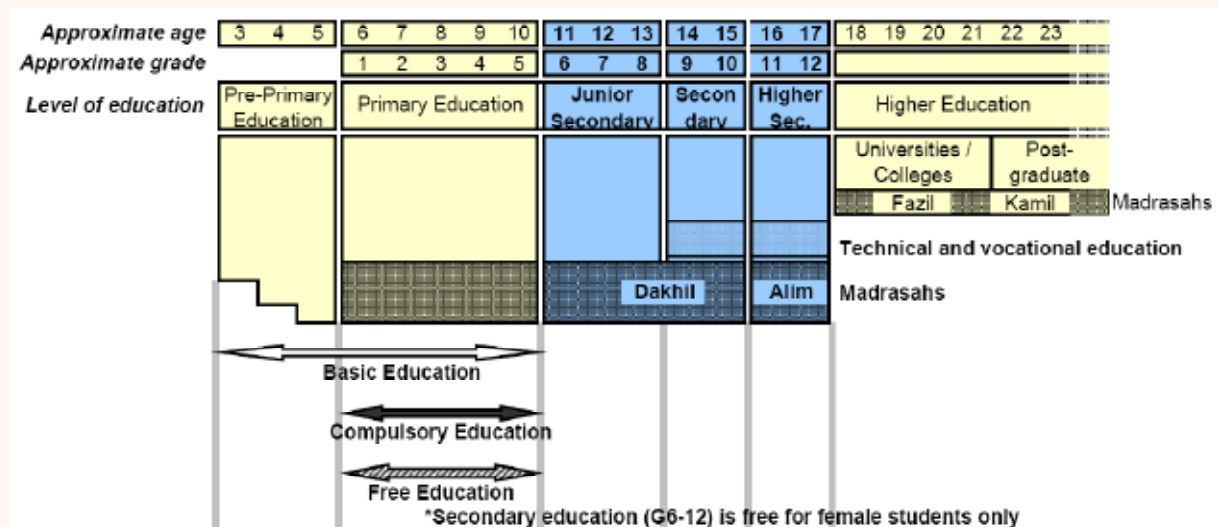 Approximate age 3 4 5 6 7 8 9 10 11 12 13 14 15 16 17 18 19 20 21 22 23
Approximate grade 1 2 3 4 5 6 7 8 9 10 11 12
Level of education
Pre-Primary
Education
Primary Education
Junior
Secondary
Secon
dary
Higher
Sec.
Higher Education
Universities /
Colleges
Post-
graduate
Fazil
Kamil
Madrasahs
Technical and vocational education
Dakhil
Alim
Madrasahs
Basic Education
Compulsory Education
Free Education
*Secondary education (G6-12) is free for female students only